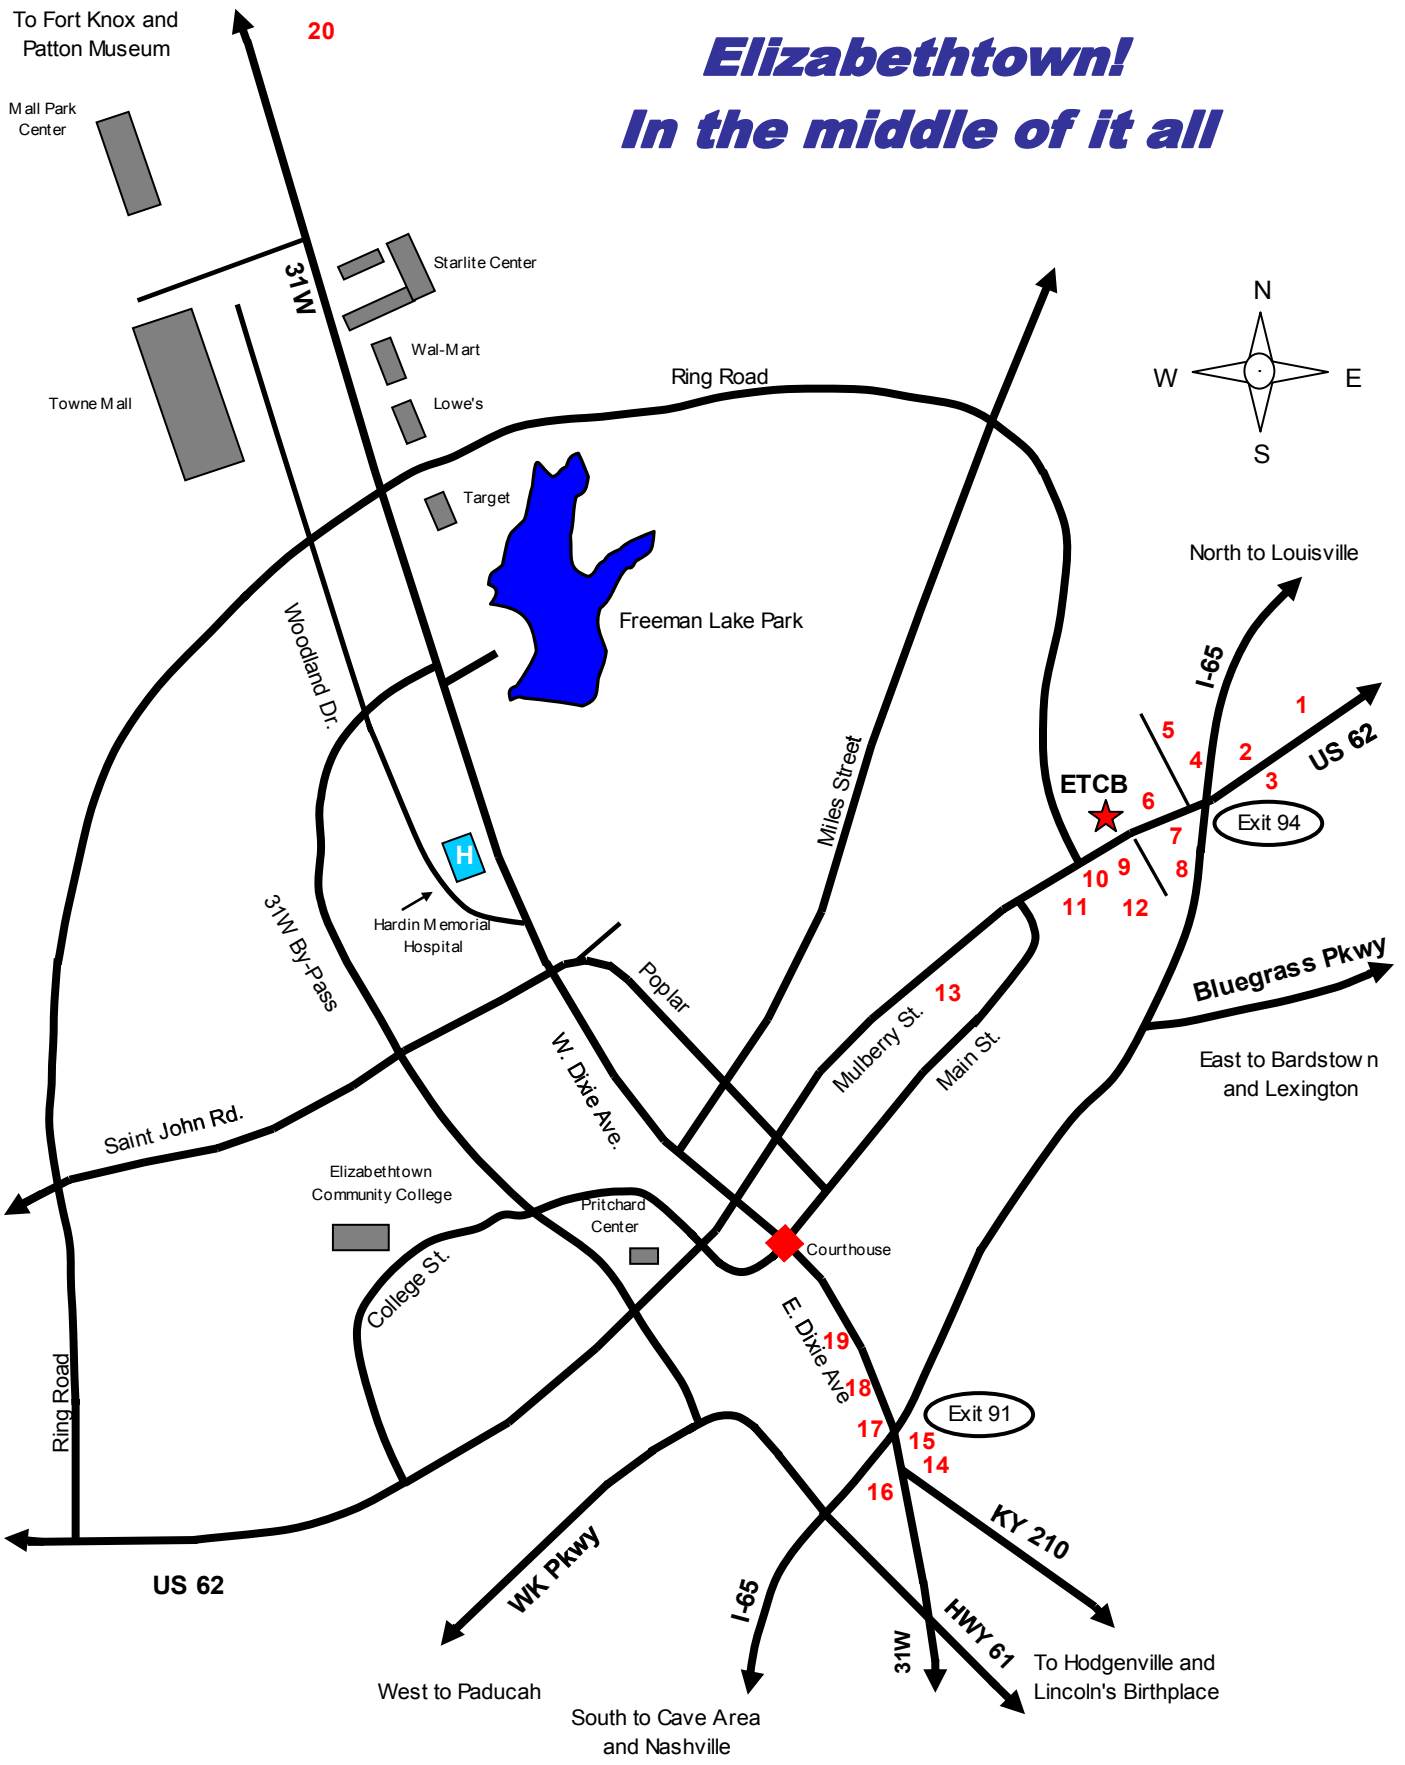 To Fort Knox and
Patton Museum
20
Elizabethtown!
In the middle of it all
Mall Park
Center
31W
Starlite Center
Wal-Mart
Lowe's
Towne Mall
Target
Ring Road
N
W
E
S
North to Louisville
I-65
Freeman Lake Park
Woodland Dr.
Miles Street
1
2
3
4
5
US 62
ETCB
6
7
8
Exit 94
9
10
11
12
H
Hardin Memorial
Hospital
31W By-Pass
Poplar
13
Mulberry St.
Main St.
Bluegrass Pkwy
East to Bardstown
and Lexington
W. Dixie Ave.
Saint John Rd.
Elizabethtown
Community College
Pritchard
Center
Courthouse
College St.
E. Dixie Ave
19
18
17
Exit 91
15
14
16
Ring Road
KY 210
WK Pkwy
US 62
I-65
31W
HWY 61
To Hodgenville and
Lincoln's Birthplace
West to Paducah
South to Cave Area
and Nashville